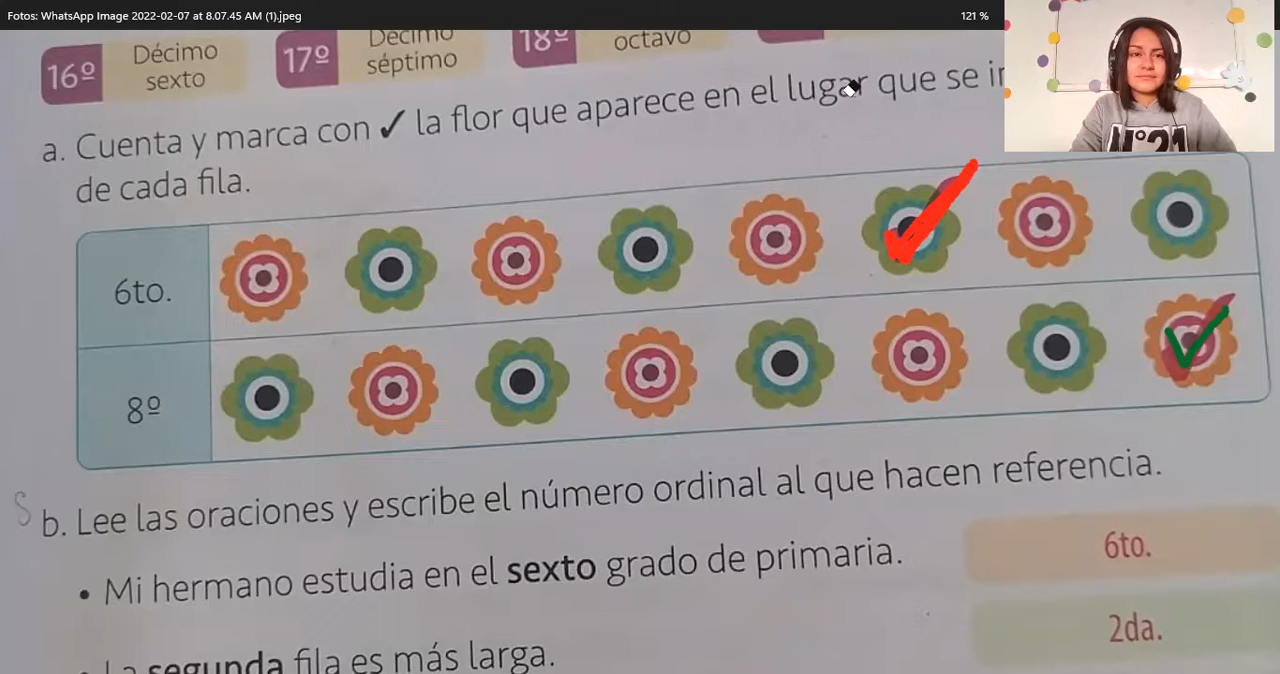 Fotos: WhatsApp Image 2022-02-07 at 8.07.45 AM (1).jpeg
121 %
16º
Décimo
sexto
17º
Décimo
séptimo
18º
octavo
a. Cuenta y marca con ✓ la flor que aparece en el lugar que se
de cada fila.
6to.
8º
b. Lee las oraciones y escribe el número ordinal al que hacen referencia.
• Mi hermano estudia en el sexto grado de primaria.
6to.
• La segunda fila es más larga.
2da.
N°21